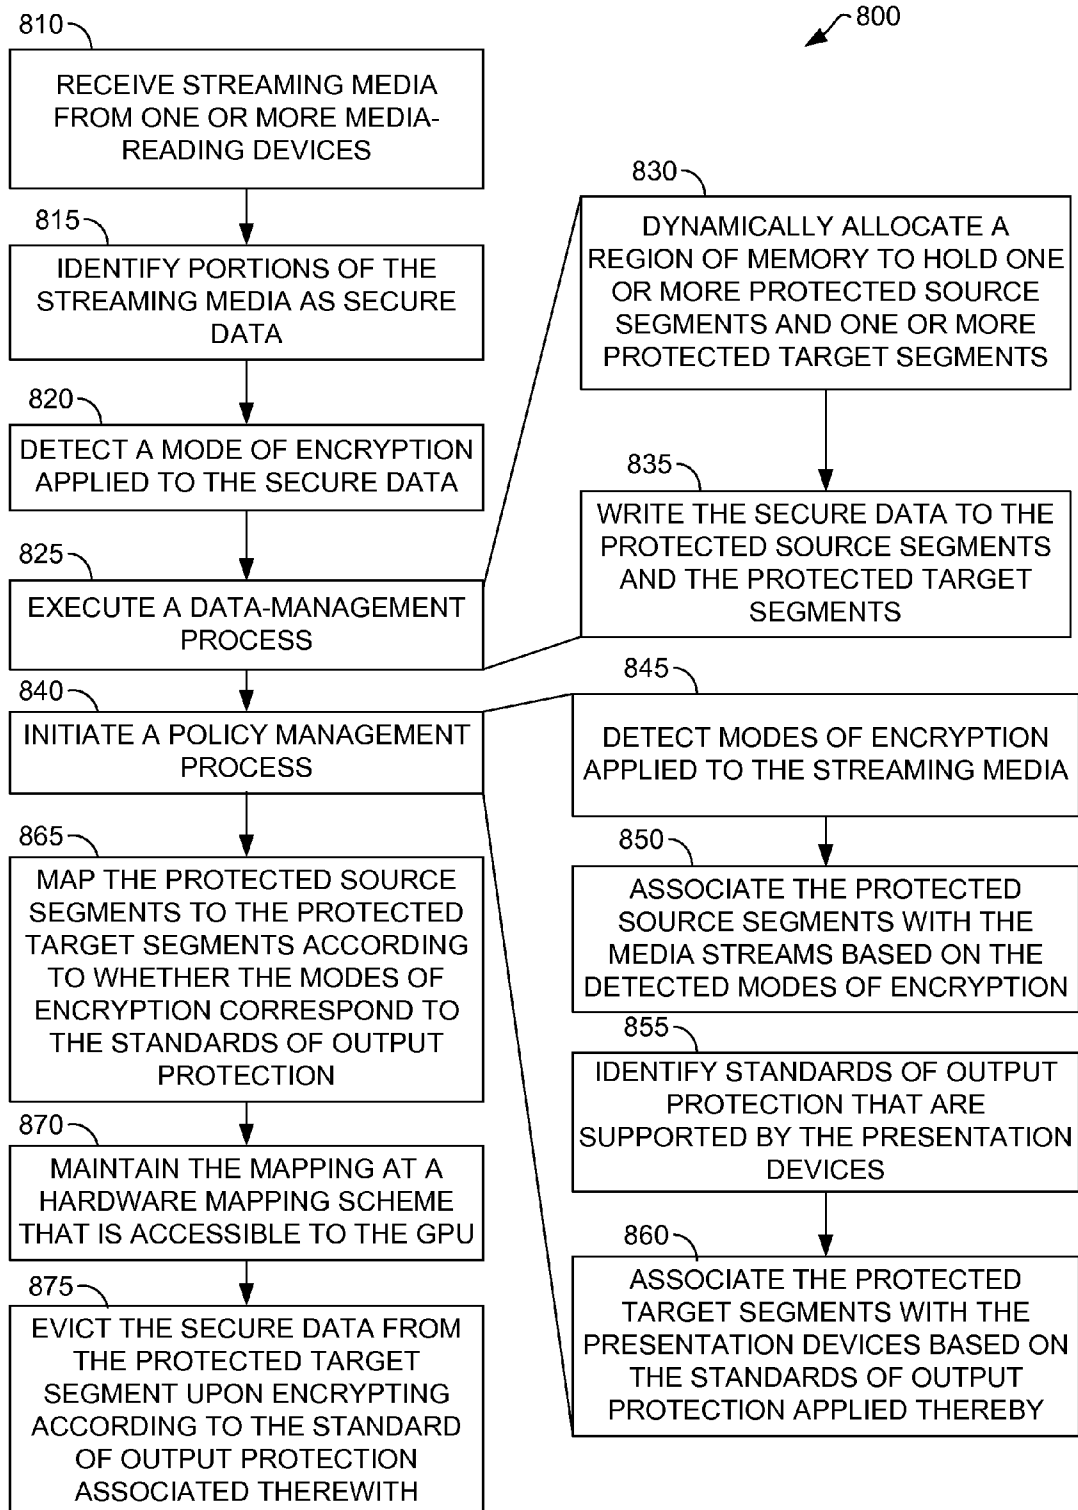 800
810
RECEIVE STREAMING MEDIA
FROM ONE OR MORE MEDIA-
READING DEVICES
815
IDENTIFY PORTIONS OF THE
STREAMING MEDIA AS SECURE
DATA
820
DETECT A MODE OF ENCRYPTION
APPLIED TO THE SECURE DATA
825
EXECUTE A DATA-MANAGEMENT
PROCESS
830
DYNAMICALLY ALLOCATE A
REGION OF MEMORY TO HOLD ONE
OR MORE PROTECTED SOURCE
SEGMENTS AND ONE OR MORE
PROTECTED TARGET SEGMENTS
835
WRITE THE SECURE DATA TO THE
PROTECTED SOURCE SEGMENTS
AND THE PROTECTED TARGET
SEGMENTS
840
INITIATE A POLICY MANAGEMENT
PROCESS
845
DETECT MODES OF ENCRYPTION
APPLIED TO THE STREAMING MEDIA
850
ASSOCIATE THE PROTECTED
SOURCE SEGMENTS WITH THE
MEDIA STREAMS BASED ON THE
DETECTED MODES OF ENCRYPTION
855
IDENTIFY STANDARDS OF OUTPUT
PROTECTION THAT ARE
SUPPORTED BY THE PRESENTATION
DEVICES
860
ASSOCIATE THE PROTECTED
TARGET SEGMENTS WITH THE
PRESENTATION DEVICES BASED ON
THE STANDARDS OF OUTPUT
PROTECTION APPLIED THEREBY
865
MAP THE PROTECTED SOURCE
SEGMENTS TO THE PROTECTED
TARGET SEGMENTS ACCORDING
TO WHETHER THE MODES OF
ENCRYPTION CORRESPOND TO
THE STANDARDS OF OUTPUT
PROTECTION
870
MAINTAIN THE MAPPING AT A
HARDWARE MAPPING SCHEME
THAT IS ACCESSIBLE TO THE GPU
875
EVICT THE SECURE DATA FROM
THE PROTECTED TARGET
SEGMENT UPON ENCRYPTING
ACCORDING TO THE STANDARD
OF OUTPUT PROTECTION
ASSOCIATED THEREWITH